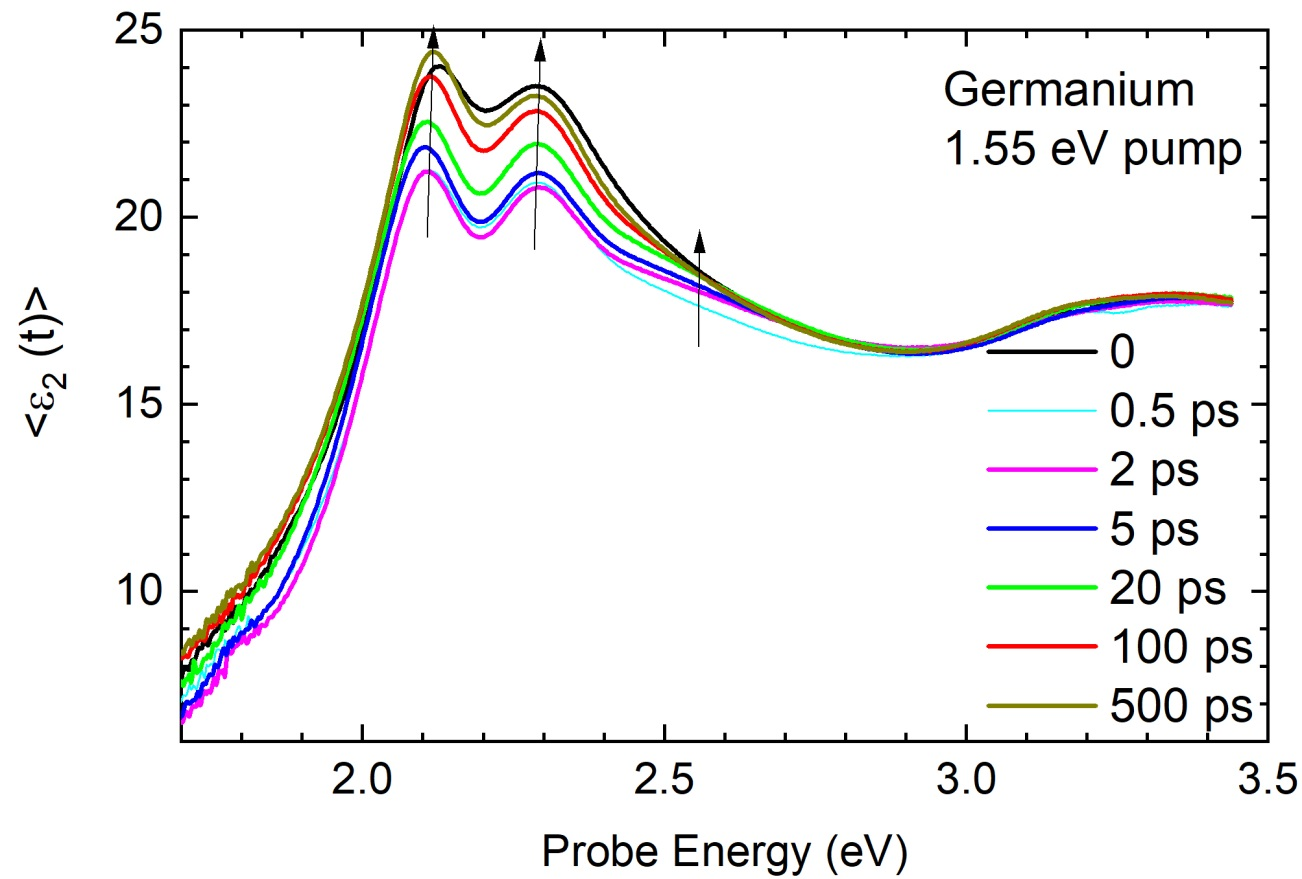 25
20
15
10
<ε2 (t)>
Germanium
1.55 eV pump
0
0.5 ps
2 ps
5 ps
20 ps
100 ps
500 ps
2.0
2.5
3.0
3.5
Probe Energy (eV)